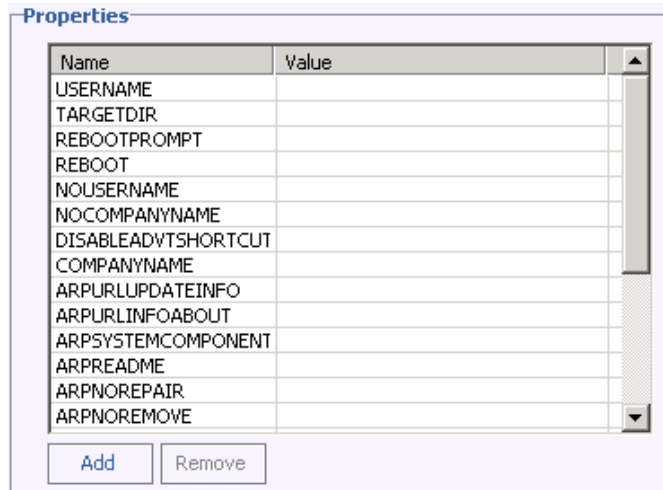 Properties
Name Value
USERNAME
TARGETDIR
REBOOTPROMPT
REBOOT
NOUSERNAME
NOCOMPANYNAME
DISABLEADVTSHORTCUT
COMPANYNAME
ARPURLUPDATEINFO
ARPURLINFOABOUT
ARPSYSTEMCOMPONENT
ARPREADME
ARPNOREPAIR
ARPNOREMOVE
Add Remove